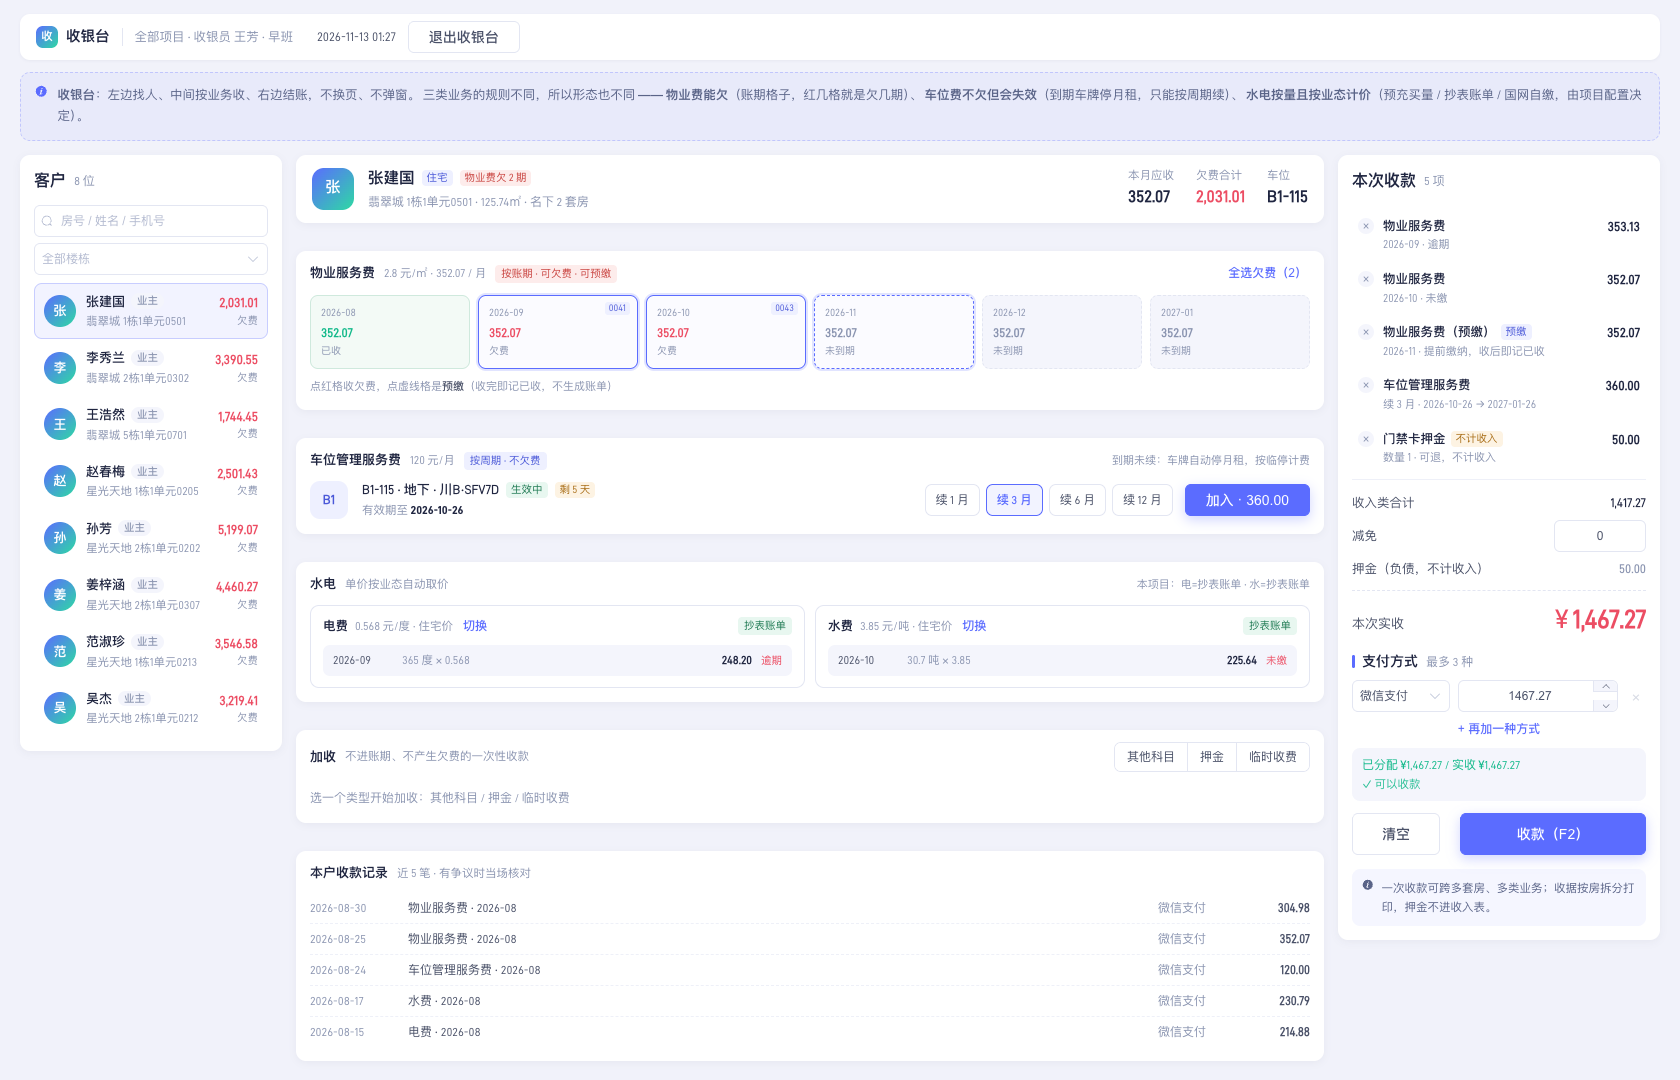 收 收银台 全部项目 · 收银员 王芳 · 早班 2026-11-13 01:27 退出收银台
收银台：左边找人、中间按业务收、右边结账，不换页、不弹窗。三类业务的规则不同，所以形态也不同 —— 物业费能欠（账期格子，红几格就是欠几期）、车位费不欠但会失效（到期车牌停月租，只能按周期续）、水电按量且按业态计价（预充买量 / 抄表账单 / 国网自缴，由项目配置决
定）。
客户 8 位
房号 / 姓名 / 手机号
全部楼栋
张 张建国 业主 2,031.01
翡翠城 1栋1单元0501 欠费
李 李秀兰 业主 3,390.55
翡翠城 2栋1单元0302 欠费
王 王浩然 业主 1,744.45
翡翠城 5栋1单元0701 欠费
赵 赵春梅 业主 2,501.43
星光天地 1栋1单元0205 欠费
孙 孙芳 业主 5,199.07
星光天地 2栋1单元0202 欠费
姜 姜梓涵 业主 4,460.27
星光天地 2栋1单元0307 欠费
范 范淑珍 业主 3,546.58
星光天地 1栋1单元0213 欠费
吴 吴杰 业主 3,219.41
星光天地 2栋1单元0212 欠费
张 张建国 住宅 物业费欠 2 期
翡翠城 1栋1单元0501 · 125.74㎡ · 名下 2 套房
本月应收 欠费合计 车位
352.07 2,031.01 B1-115
物业服务费 2.8 元/㎡ · 352.07 / 月 按账期 · 可欠费 · 可预缴 全选欠费（2）
2026-08
352.07
已收
2026-09 0041
352.07
欠费
2026-10 0043
352.07
欠费
2026-11
352.07
未到期
2026-12
352.07
未到期
2027-01
352.07
未到期
点红格收欠费，点虚线格是预缴（收完即记已收，不生成账单）
车位管理服务费 120 元/月 按周期 · 不欠费 到期未续：车牌自动停月租，按临停计费
B1 B1-115 · 地下 · 川B·SFV7D 生效中 剩 5 天
有效期至 2026-10-26
续 1 月 续 3 月 续 6 月 续 12 月 加入 · 360.00
水电 单价按业态自动取价 本项目：电=抄表账单 · 水=抄表账单
电费 0.568 元/度 · 住宅价 切换 抄表账单
2026-09 365 度 × 0.568 248.20 逾期
水费 3.85 元/吨 · 住宅价 切换 抄表账单
2026-10 30.7 吨 × 3.85 225.64 未缴
加收 不进账期、不产生欠费的一次性收款 其他科目 押金 临时收费
选一个类型开始加收：其他科目 / 押金 / 临时收费
本户收款记录 近 5 笔 · 有争议时当场核对
2026-08-30 物业服务费 · 2026-08 微信支付 304.98
2026-08-25 物业服务费 · 2026-08 微信支付 352.07
2026-08-24 车位管理服务费 · 2026-08 微信支付 120.00
2026-08-17 水费 · 2026-08 微信支付 230.79
2026-08-15 电费 · 2026-08 微信支付 214.88
本次收款 5 项
× 物业服务费 353.13
2026-09 · 逾期
× 物业服务费 352.07
2026-10 · 未缴
× 物业服务费（预缴） 预缴 352.07
2026-11 · 提前缴纳，收后即记已收
× 车位管理服务费 360.00
续 3 月 · 2026-10-26 → 2027-01-26
× 门禁卡押金 不计收入 50.00
数量 1 · 可退，不计收入
收入类合计 1,417.27
减免 0
押金（负债，不计收入） 50.00
本次实收 ¥1,467.27
支付方式 最多 3 种
微信支付 1467.27 ×
+ 再加一种方式
已分配 ¥1,467.27 / 实收 ¥1,467.27
✓ 可以收款
清空 收款（F2）
一次收款可跨多套房、多类业务；收据按房拆分打
印，押金不进收入表。